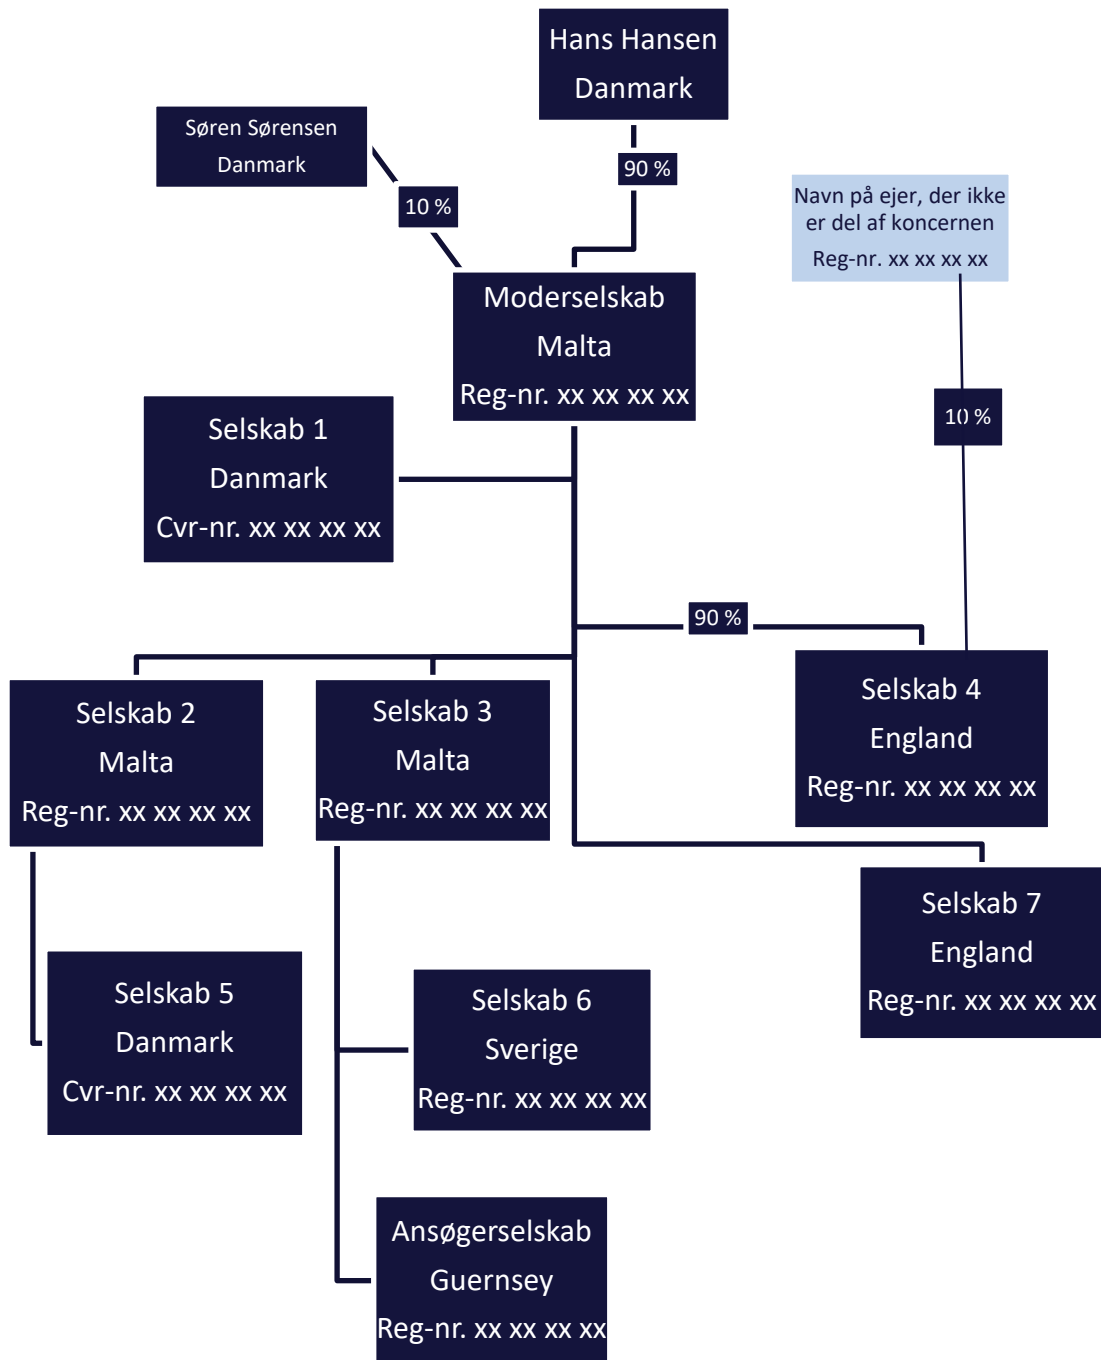 Hans Hansen
Danmark
Søren Sørensen
Danmark
90 %
10 %
Navn på ejer, der ikke
er del af koncernen
Reg-nr. xx xx xx xx
Moderselskab
Malta
Reg-nr. xx xx xx xx
10 %
Selskab 1
Danmark
Cvr-nr. xx xx xx xx
90 %
Selskab 2
Malta
Reg-nr. xx xx xx xx
Selskab 3
Malta
Reg-nr. xx xx xx xx
Selskab 4
England
Reg-nr. xx xx xx xx
Selskab 7
England
Reg-nr. xx xx xx xx
Selskab 5
Danmark
Cvr-nr. xx xx xx xx
Selskab 6
Sverige
Reg-nr. xx xx xx xx
Ansøgerselskab
Guernsey
Reg-nr. xx xx xx xx